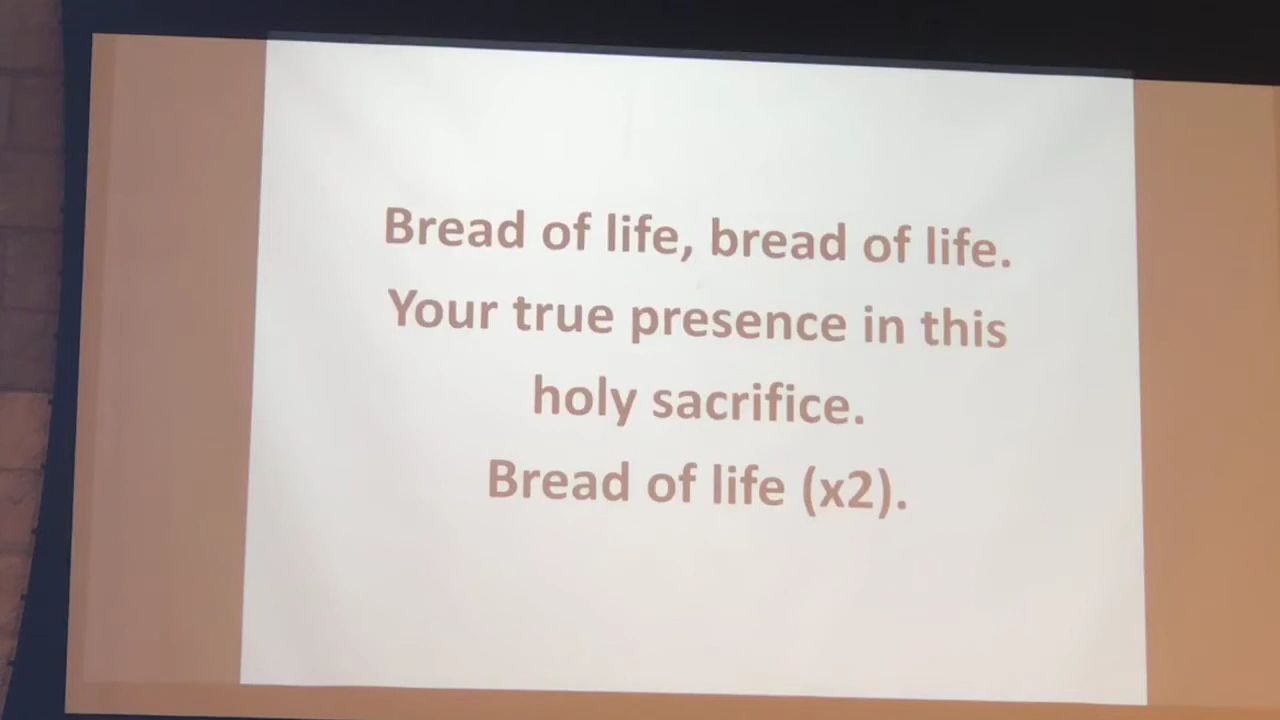 Bread of life, bread of life.
Your true presence in this
holy sacrifice.
Bread of life (x2).